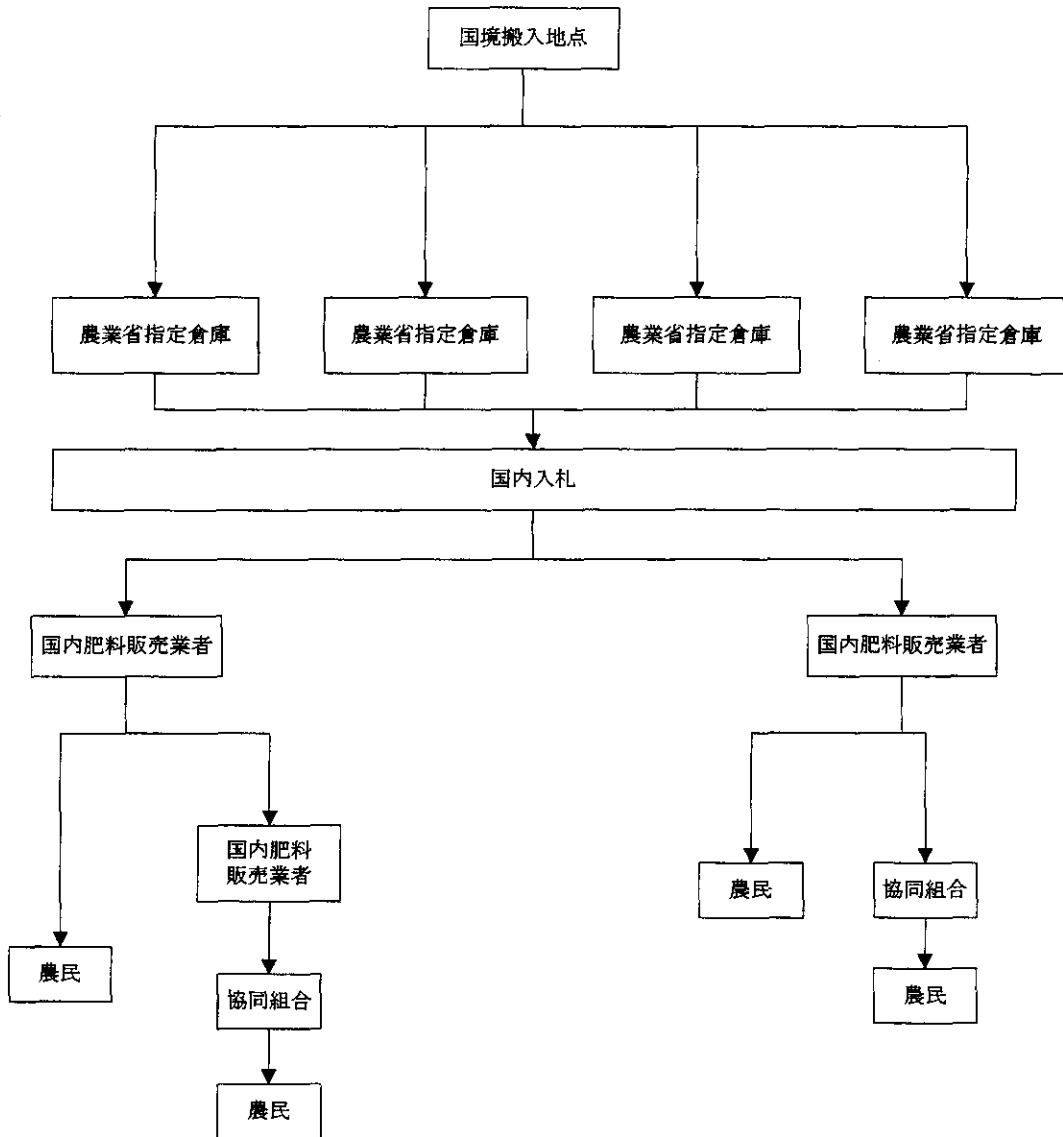 国境搬入地点
農業省指定倉庫
農業省指定倉庫
農業省指定倉庫
農業省指定倉庫
国内入札
国内肥料販売業者
国内肥料販売業者
国内肥料
販売業者
農民
協同組合
農民
協同組合
農民
農民